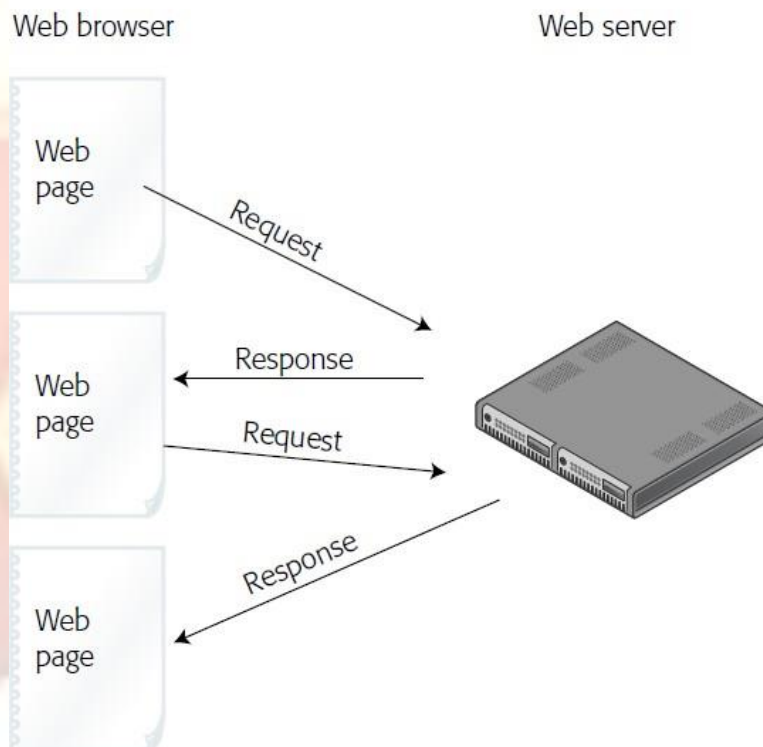 Web browser
Web server
Web
page
Request
Response
Web
page
Request
Response
Web
page